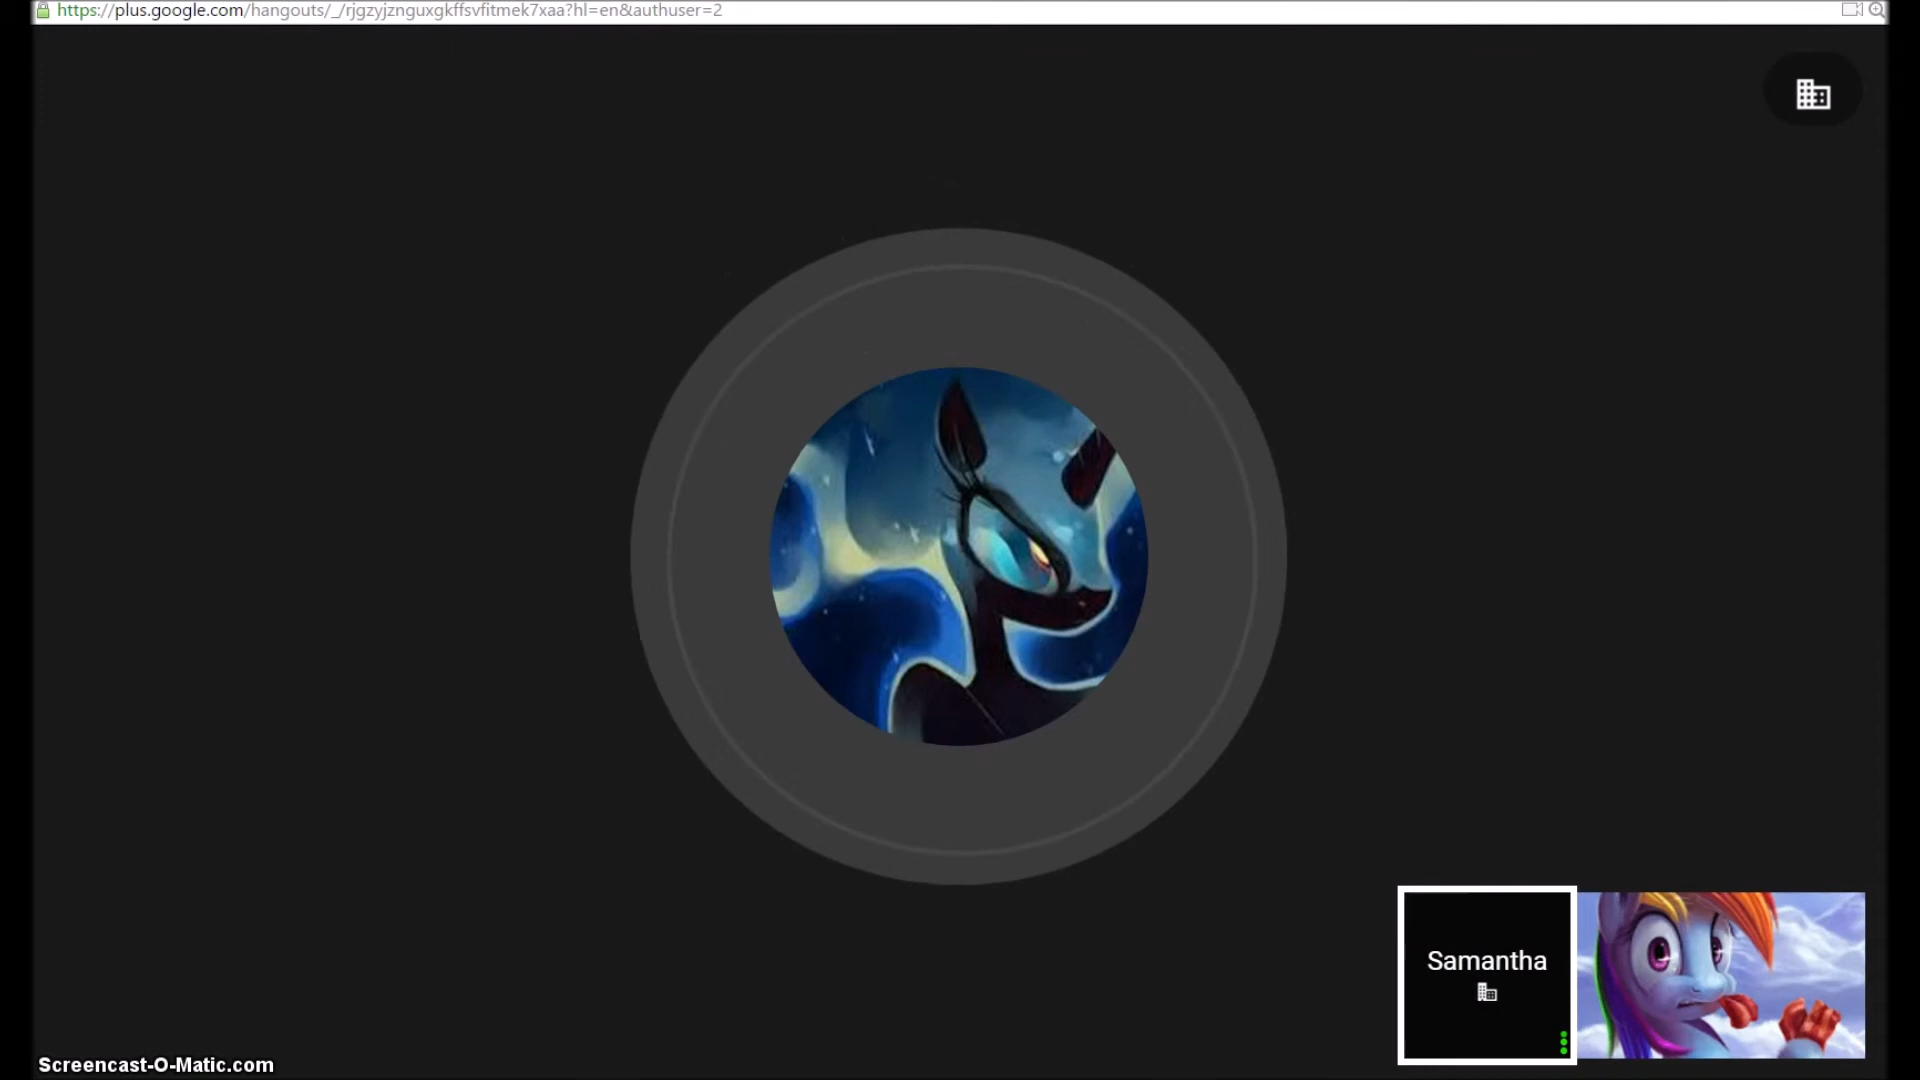 https://plus.google.com/hangouts/_/rjgzyjznguxgkffsvfitmek7xaa?hl=en&authuser=2
Samantha
Screencast-O-Matic.com